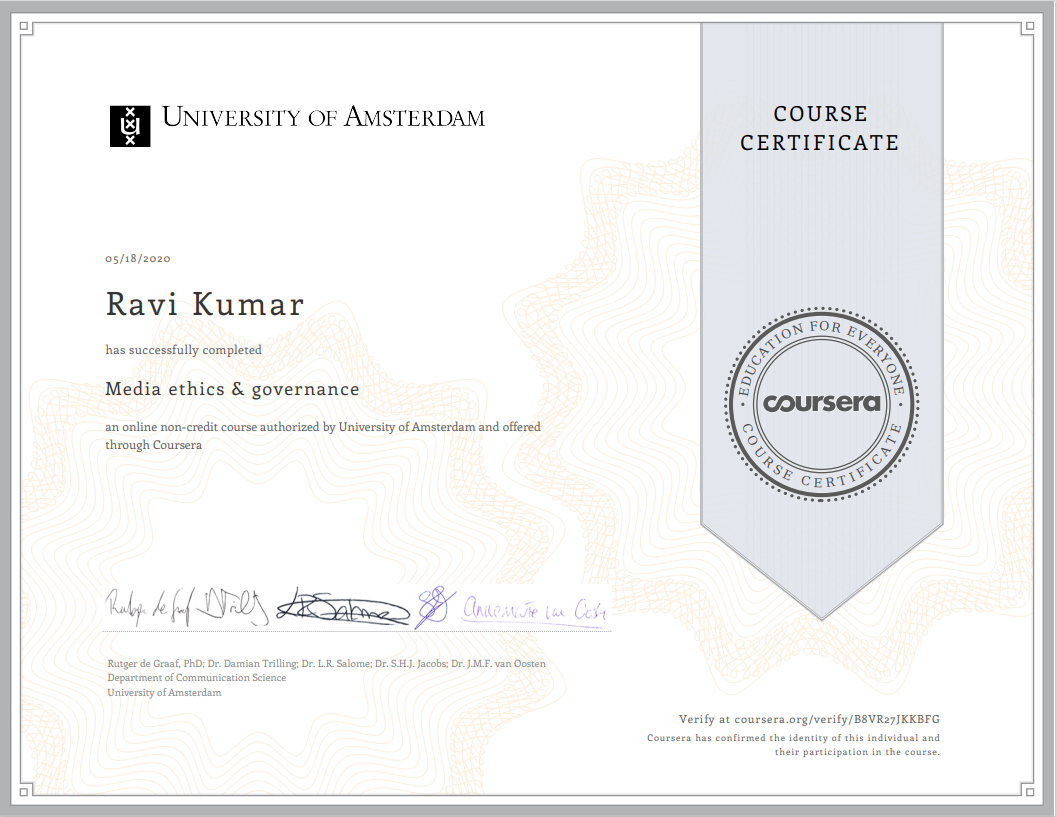 UNIVERSITY OF AMSTERDAM
COURSE
CERTIFICATE
05/18/2020
Ravi Kumar
has successfully completed
Media ethics & governance
an online non-credit course authorized by University of Amsterdam and offered
through Coursera
EDUCATION FOR EVERYONE
coursera
COURSE CERTIFICATE
Rutger de Graaf
Rutger de Graaf, PhD; Dr. Damian Trilling; Dr. L.R. Salome; Dr. S.H.J. Jacobs; Dr. J.M.F. van Oosten
Department of Communication Science
University of Amsterdam
Verify at coursera.org/verify/B8VR27JKKBFG
Coursera has confirmed the identity of this individual and
their participation in the course.